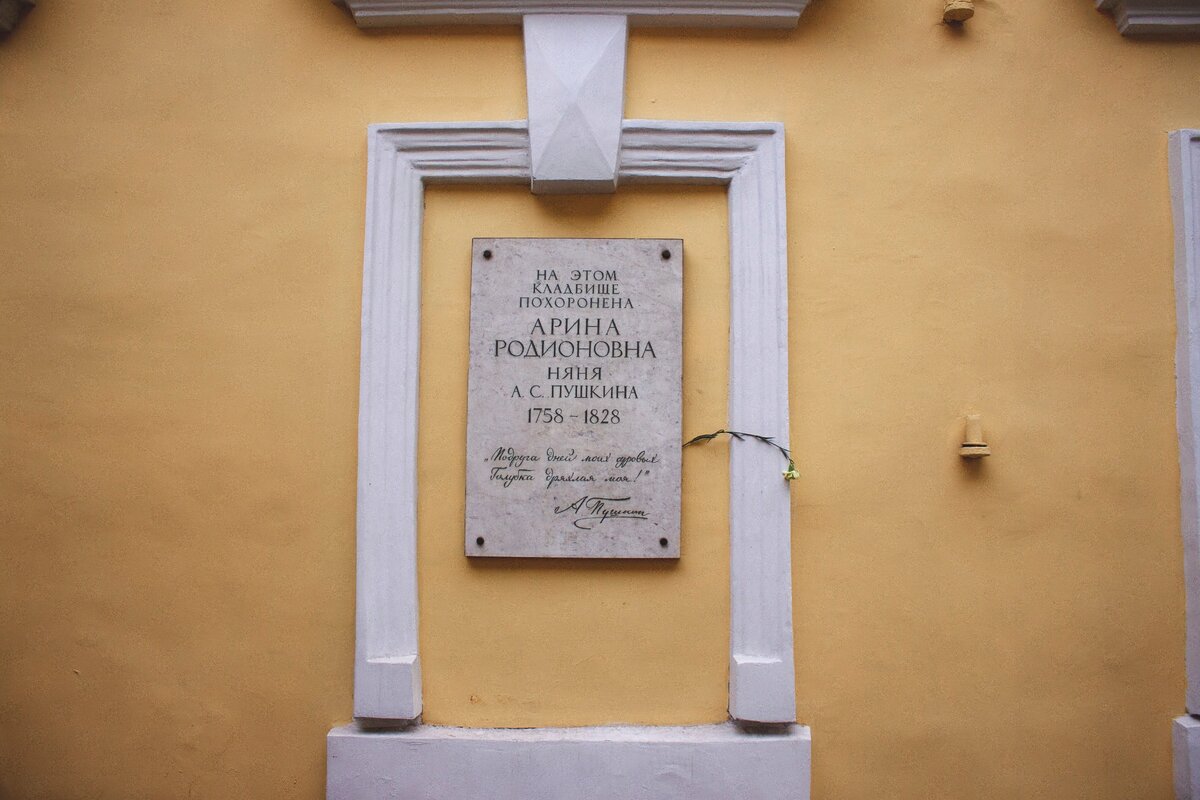 НА ЭТОМ
КЛАДБИЩЕ
ПОХОРОНЕНА
АРИНА
РОДИОНОВНА
НЯНЯ
А. С. ПУШКИНА
1758 – 1828
„Подруга дней моих суровых
Голубка дряхлая моя!"
А Пушкин